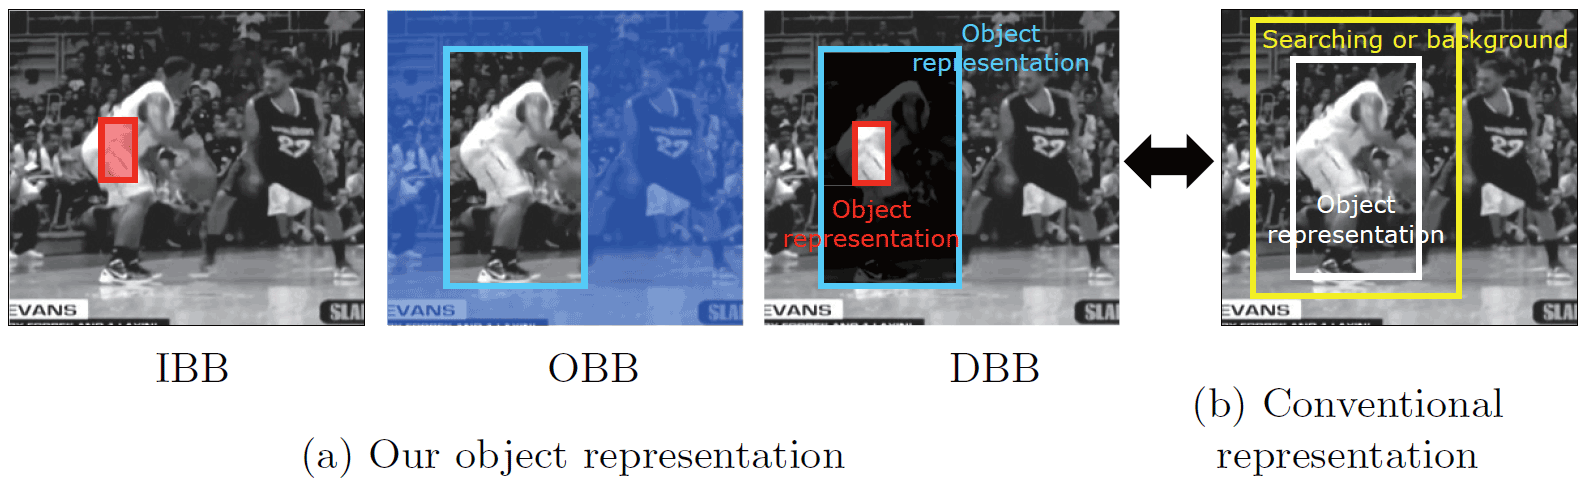 Object
representation
Object
representation
Searching or background
Object
representation
EVANS
SLA
EVANS
SLA
EVANS
SLA
EVANS
SLA
IBB
OBB
DBB
(a) Our object representation
(b) Conventional
representation